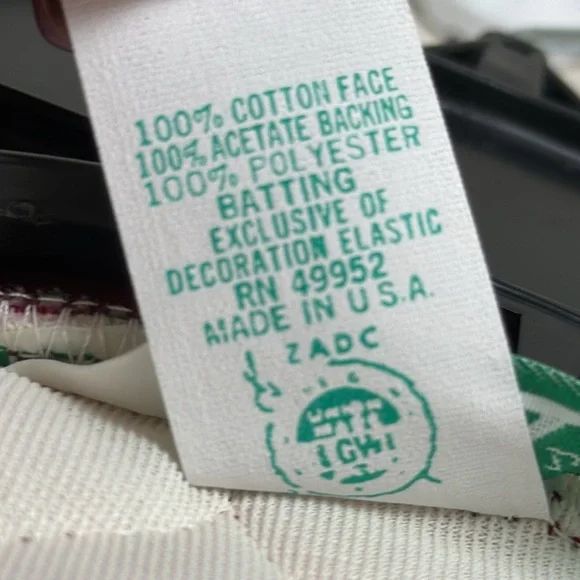 100% COTTON FACE
100% ACETATE BACKING
100% POLYESTER
BATTING
EXCLUSIVE OF
DECORATION ELASTIC
RN 49952
MADE IN U.S.A.
ZADC